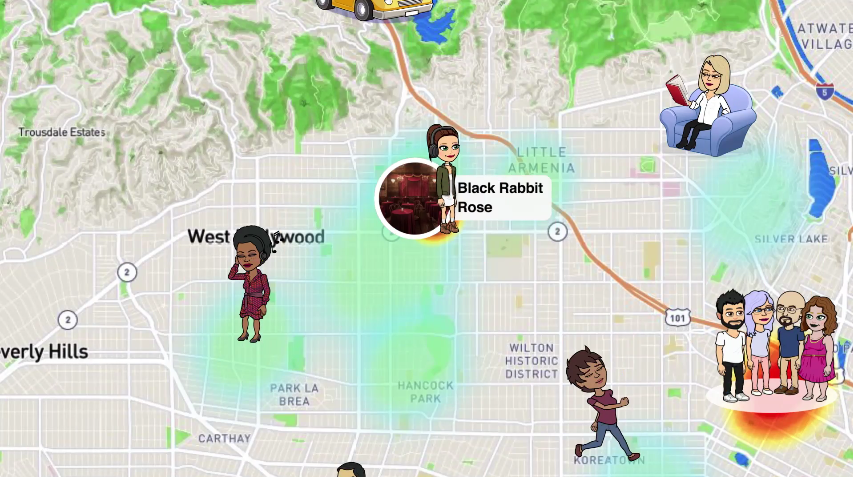 ATWATE
VILLAG
5
Trousdale Estates
LITTLE
ARMENIA
Black Rabbit
Rose
SILV
2
West
wood
SILVER LAKE
2
2
101
verly Hills
WILTON
HISTORIC
DISTRICT
PARK LA
BREA
HANCOCK
PARK
CARTHAY
KOREATOWN